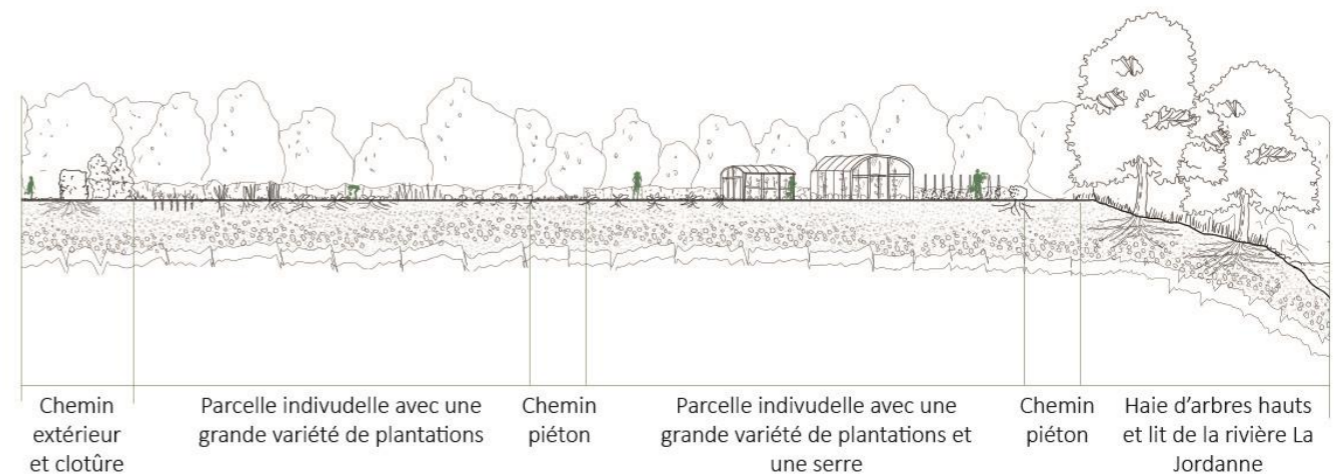 Chemin
extérieur
et clotûre
Parcelle indivudelle avec une
grande variété de plantations
Chemin
piéton
Parcelle indivudelle avec une
grande variété de plantations et
une serre
Chemin
piéton
Haie d’arbres hauts
et lit de la rivière La
Jordanne